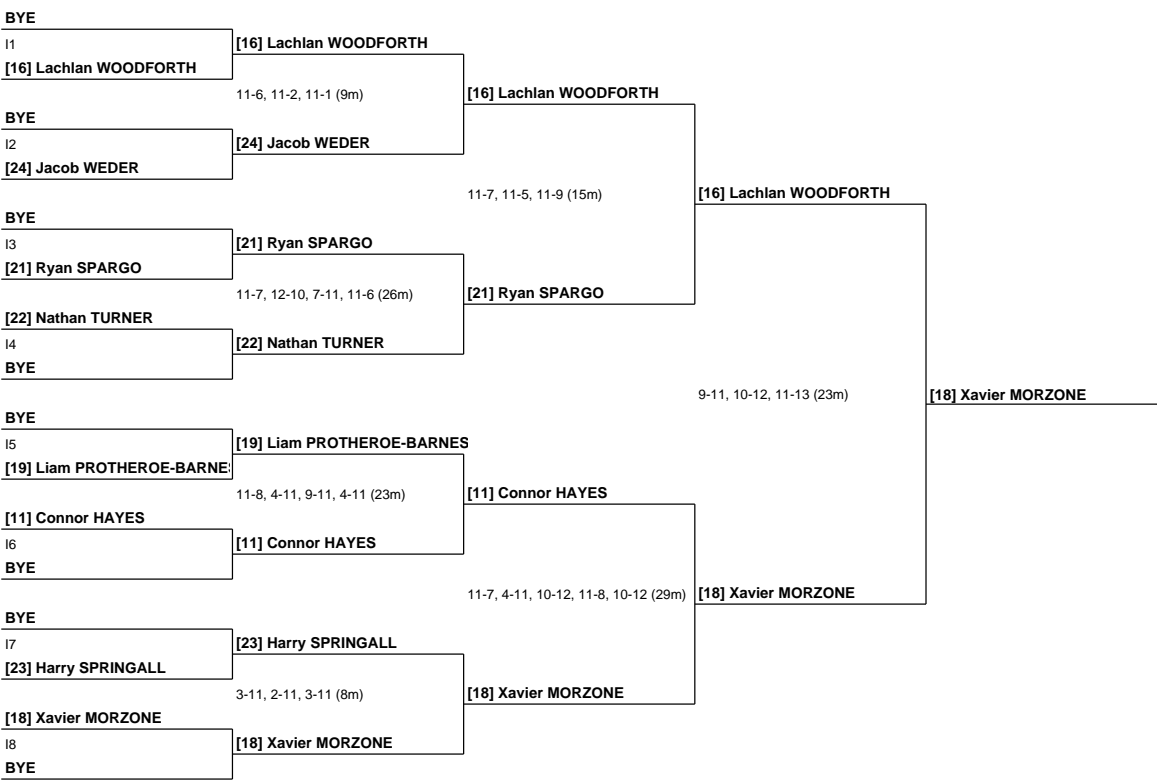 BYE
I1
[16] Lachlan WOODFORTH
BYE
I2
[24] Jacob WEDER
BYE
I3
[21] Ryan SPARGO
[22] Nathan TURNER
I4
BYE
BYE
I5
[19] Liam PROTHEROE-BARNES
[11] Connor HAYES
I6
BYE
BYE
I7
[23] Harry SPRINGALL
[18] Xavier MORZONE
I8
BYE
[16] Lachlan WOODFORTH
11-6, 11-2, 11-1 (9m)
[24] Jacob WEDER
[21] Ryan SPARGO
11-7, 12-10, 7-11, 11-6 (26m)
[22] Nathan TURNER
[19] Liam PROTHEROE-BARNES
11-8, 4-11, 9-11, 4-11 (23m)
[11] Connor HAYES
[23] Harry SPRINGALL
3-11, 2-11, 3-11 (8m)
[18] Xavier MORZONE
[16] Lachlan WOODFORTH
11-7, 11-5, 11-9 (15m)
[21] Ryan SPARGO
[11] Connor HAYES
11-7, 4-11, 10-12, 11-8, 10-12 (29m)
[18] Xavier MORZONE
[16] Lachlan WOODFORTH
9-11, 10-12, 11-13 (23m)
[18] Xavier MORZONE
[18] Xavier MORZONE